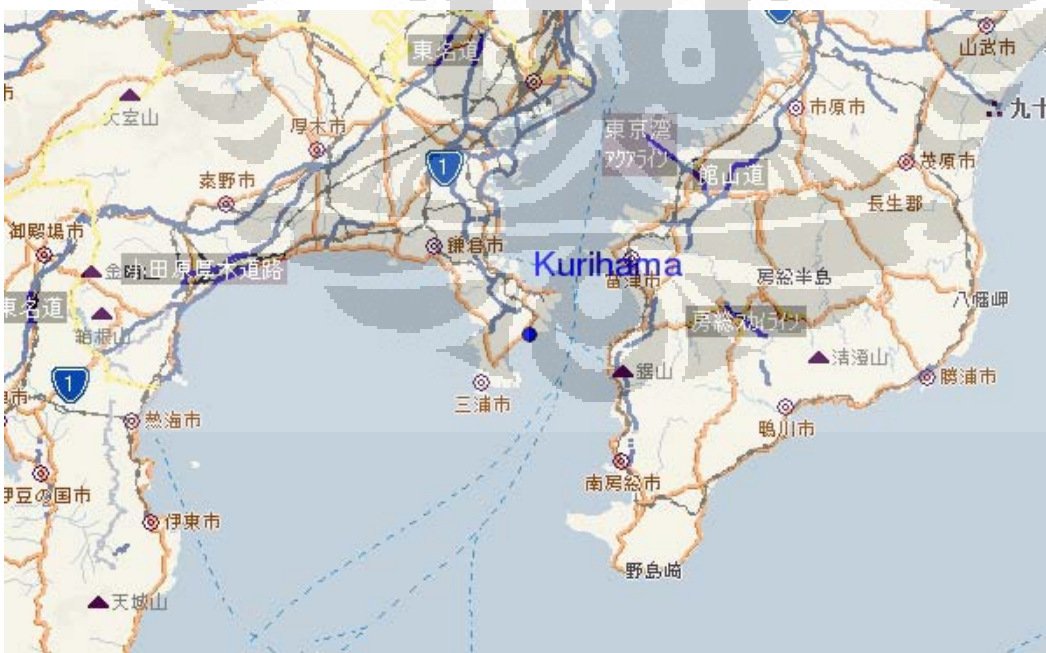 東名道
1
山武市
大室山
厚木市
東京湾
アクアライン
市原市
九十
1
館山道
茂原市
秦野市
長生郡
御殿場市
鎌倉市
小田原厚木道路
Kurihama
富津市
房総半島
東名道
箱根山
八幡岬
房総スカイライン
鋸山
清澄山
1
三浦市
勝浦市
熱海市
鴨川市
伊豆の国市
南房総市
伊東市
野島崎
天城山